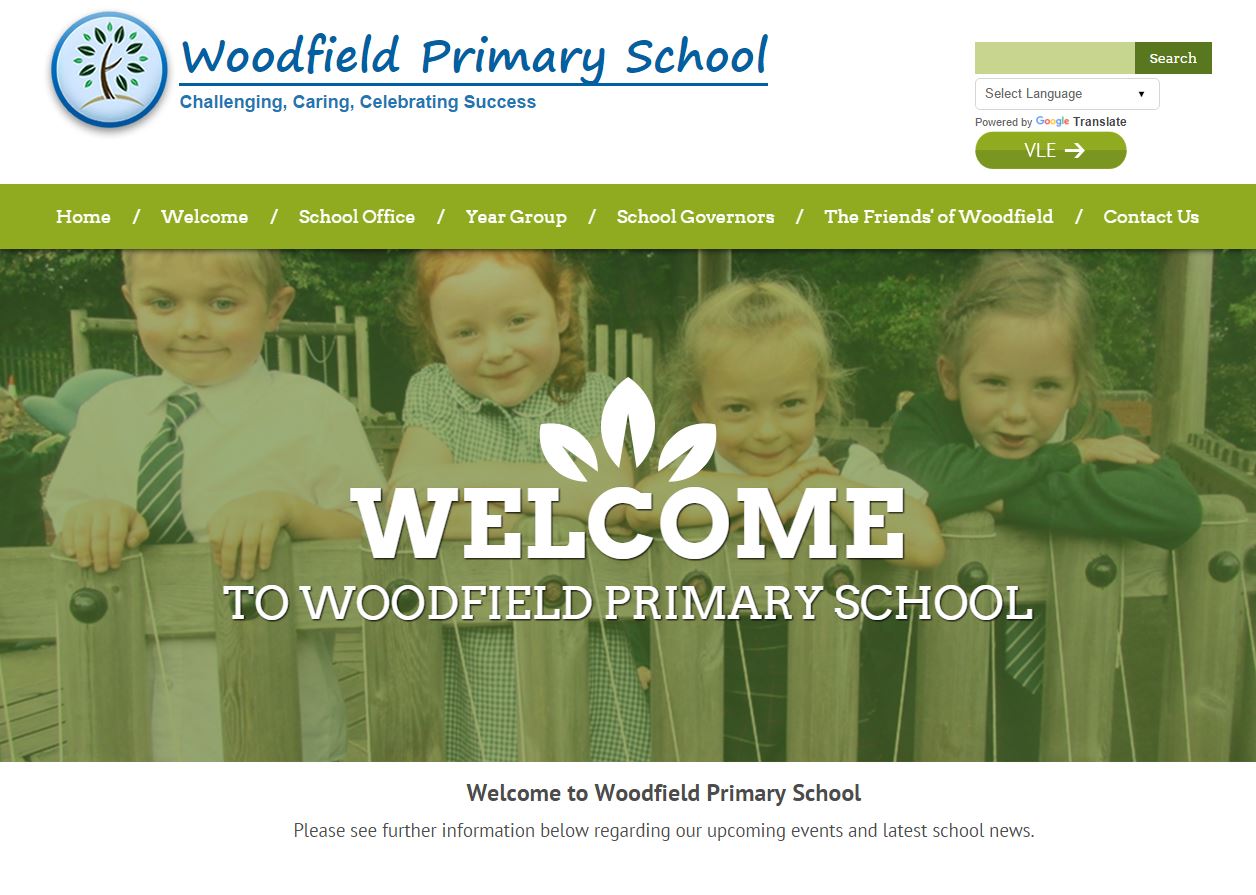 Woodfield Primary School
Challenging, Caring, Celebrating Success
Search
Select Language
Powered by Google Translate
VLE
Home / Welcome / School Office / Year Group / School Governors / The Friends' of Woodfield / Contact Us
WELCOME
TO WOODFIELD PRIMARY SCHOOL
Welcome to Woodfield Primary School
Please see further information below regarding our upcoming events and latest school news.